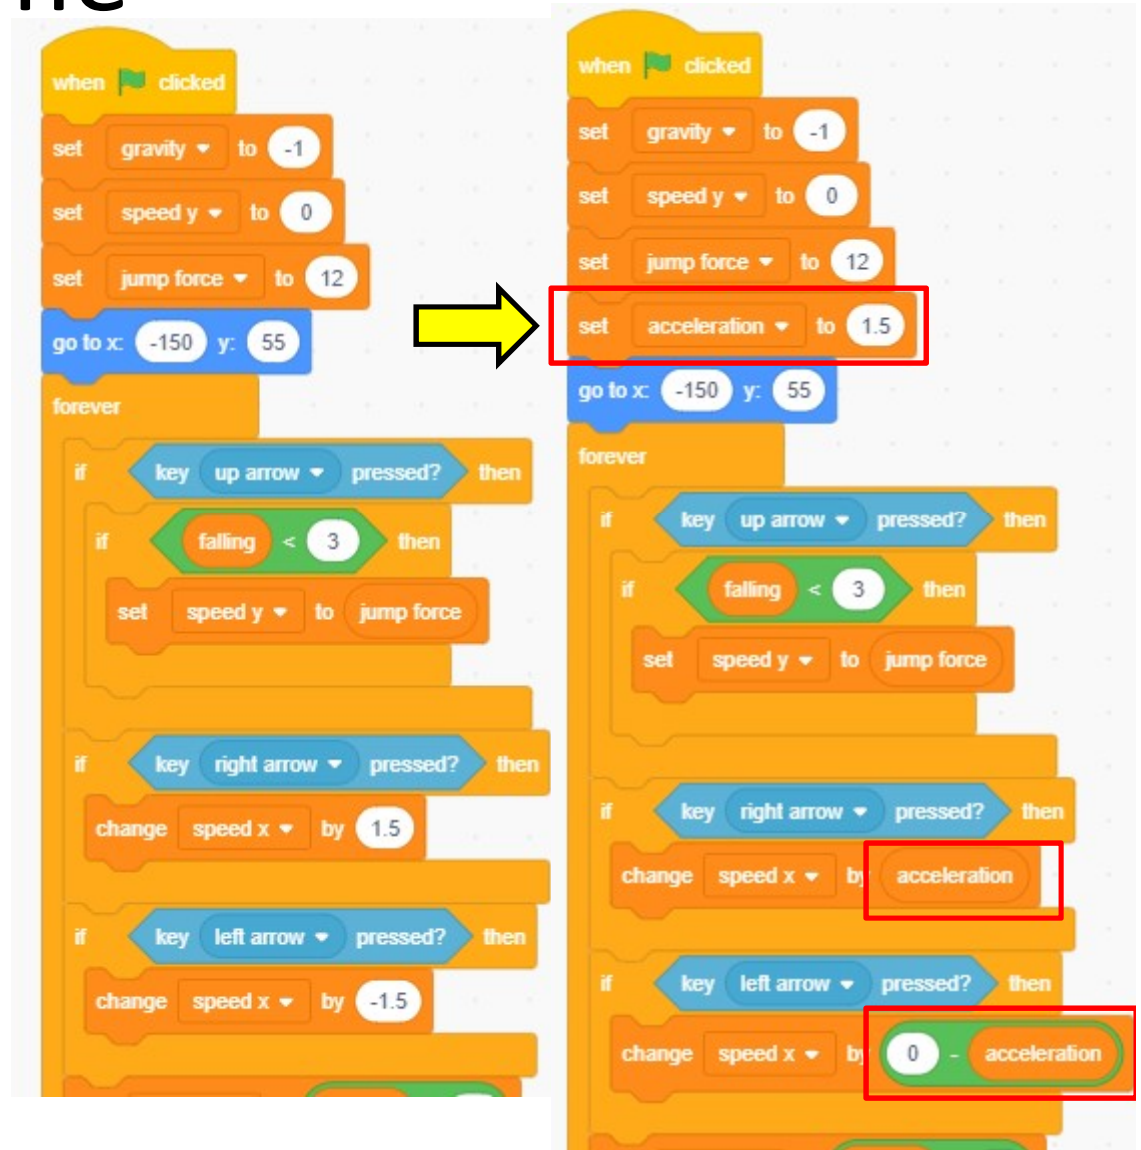 when clicked
set gravity to -1
set speed y to 0
set jump force to 12
go to x: -150 y: 55
forever
if key up arrow pressed? then
if falling < 3 then
set speed y to jump force
if key right arrow pressed? then
change speed x by 1.5
if key left arrow pressed? then
change speed x by -1.5
when clicked
set gravity to -1
set speed y to 0
set jump force to 12
set acceleration to 1.5
go to x: -150 y: 55
forever
if key up arrow pressed? then
if falling < 3 then
set speed y to jump force
if key right arrow pressed? then
change speed x by acceleration
if key left arrow pressed? then
change speed x by 0 - acceleration